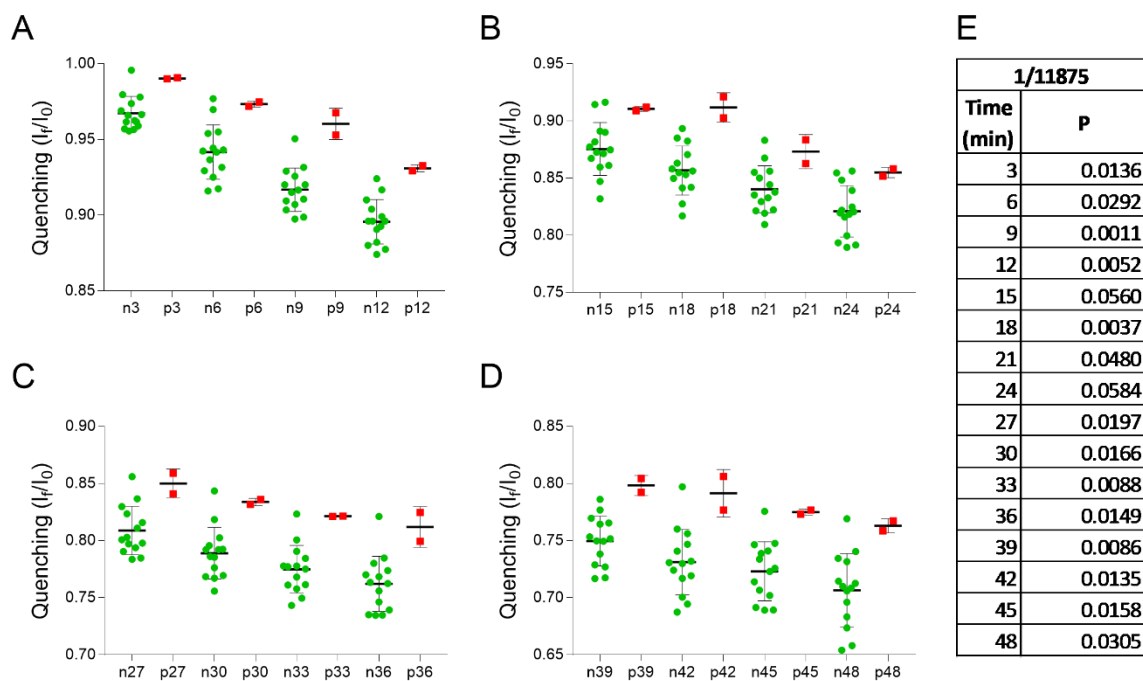 A
Quenching (If/I0)
1.00
0.95
0.90
0.85
n3 p3 n6 p6 n9 p9 n12 p12
B
Quenching (If/I0)
0.95
0.90
0.85
0.80
0.75
n15 p15 n18 p18 n21 p21 n24 p24
C
Quenching (If/I0)
0.90
0.85
0.80
0.75
0.70
n27 p27 n30 p30 n33 p33 n36 p36
D
Quenching (If/I0)
0.85
0.80
0.75
0.70
0.65
n39 p39 n42 p42 n45 p45 n48 p48
E
1/11875
Time (min) P
3 0.0136
6 0.0292
9 0.0011
12 0.0052
15 0.0560
18 0.0037
21 0.0480
24 0.0584
27 0.0197
30 0.0166
33 0.0088
36 0.0149
39 0.0086
42 0.0135
45 0.0158
48 0.0305